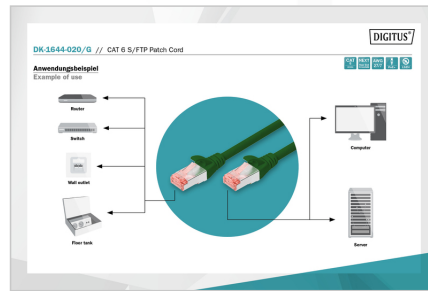 DIGITUS®
DK-1644-020/G // CAT 6 S/FTP Patch Cord
Anwendungsbeispiel
Example of use
Router
Switch
Wall outlet
Floor tank
Computer
Server